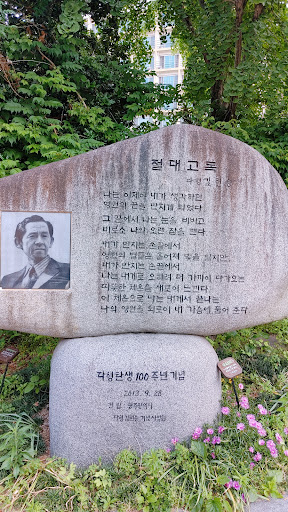 절대고독
다형 김현승
나는 이제야 내가 생각하던
영원의 끝을 만지게 되었다.
그 끝에서 나는 눈을 비비고
비로소 나의 오랜 잠을 깬다.
내가 만지는 손끝에서
영원의 별들은 흩어져 빛을 잃지만,
내가 만지는 손끝에서
나는 내게로 오히려 더 가까이 다가오는
따뜻한 체온을 새로이 느낀다.
이 체온으로 나는 내게서 끝나는
나의 영원을 외로이 내 가슴에 품어 준다.
다형탄생 100주년기념
2013. 9. 28